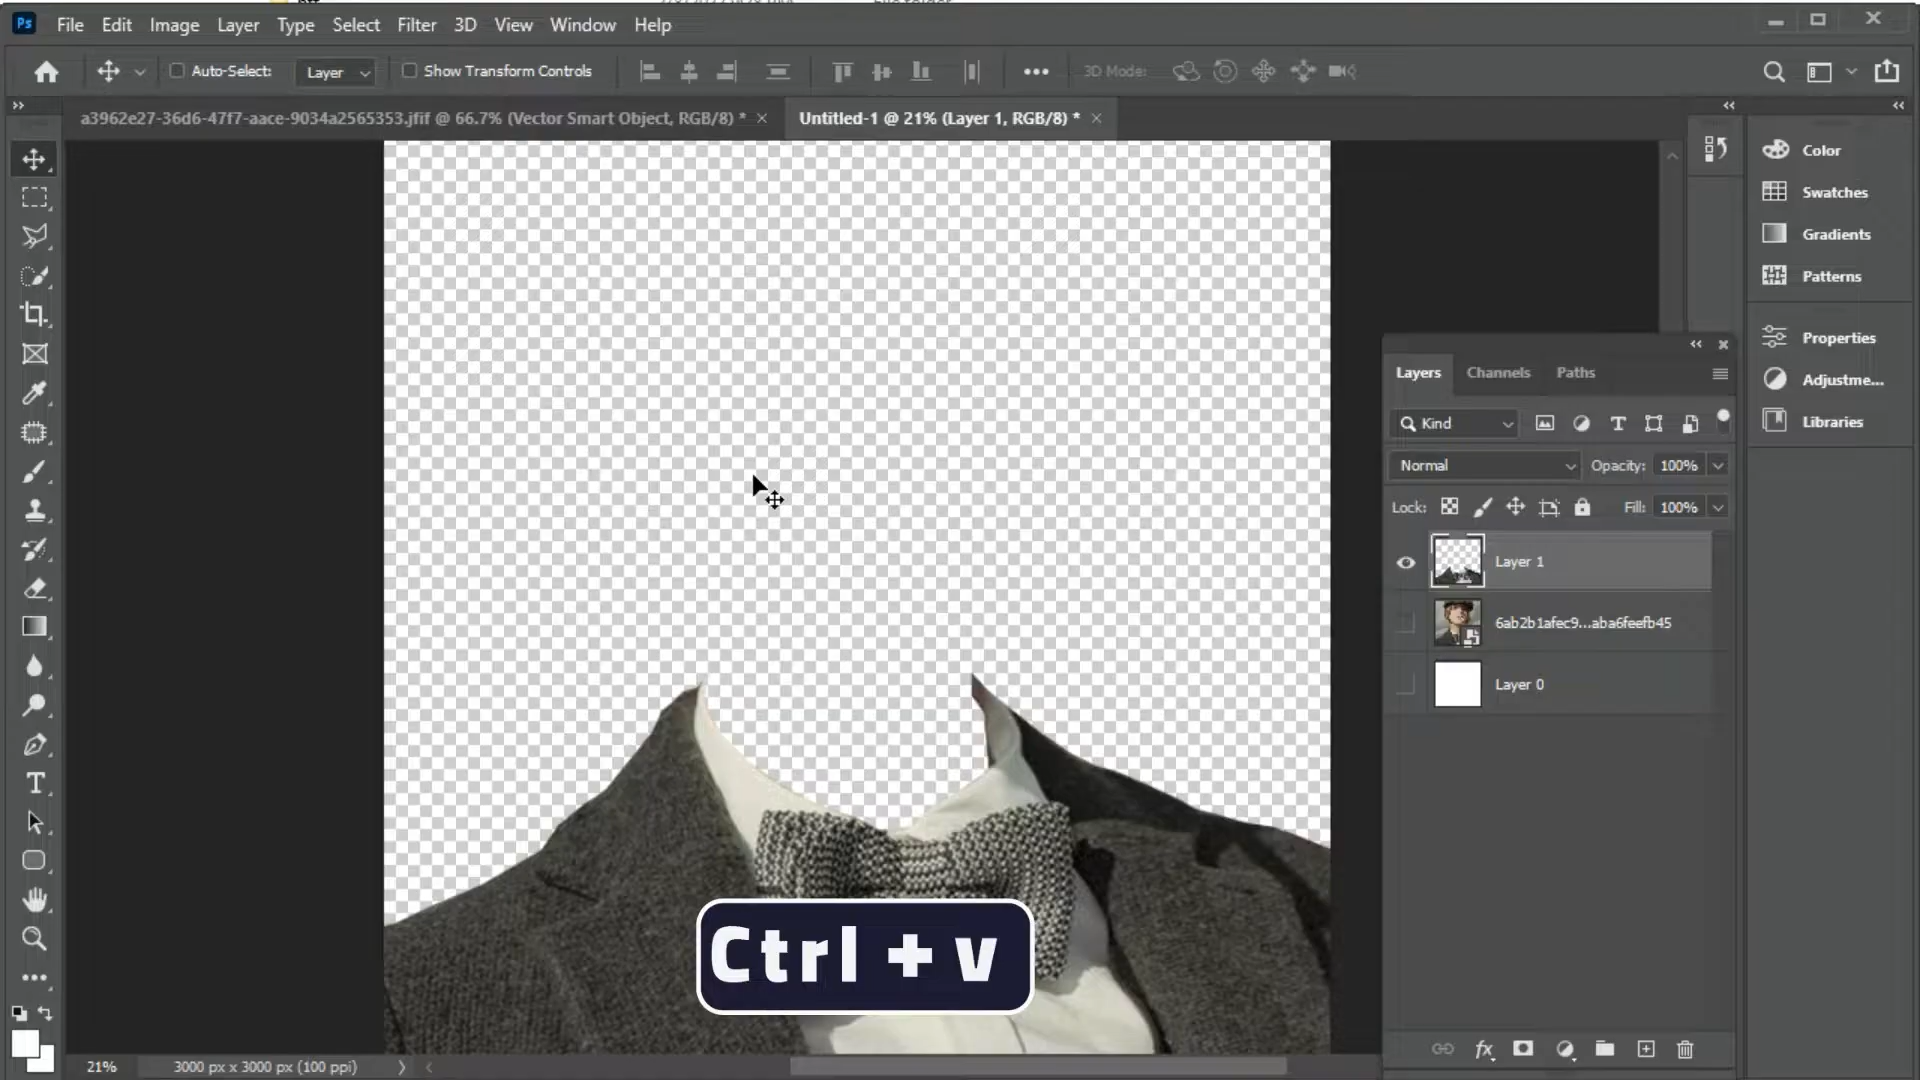 Ps File Edit Image Layer Type Select Filter 3D View Window Help
Auto-Select: Layer Show Transform Controls 3D Mode:
a3962e27-36d6-47f7-aace-9034a2565353.jfif @ 66.7% (Vector Smart Object, RGB/8) * Untitled-1 @ 21% (Layer 1, RGB/8) *
Color
Swatches
Gradients
Patterns
Properties
Adjustme...
Libraries
Layers Channels Paths
Kind
Normal Opacity: 100%
Lock: Fill: 100%
Layer 1
6ab2b1afec9...aba6feefb45
Layer 0
Ctrl + v
21% 3000 px x 3000 px (100 ppi)